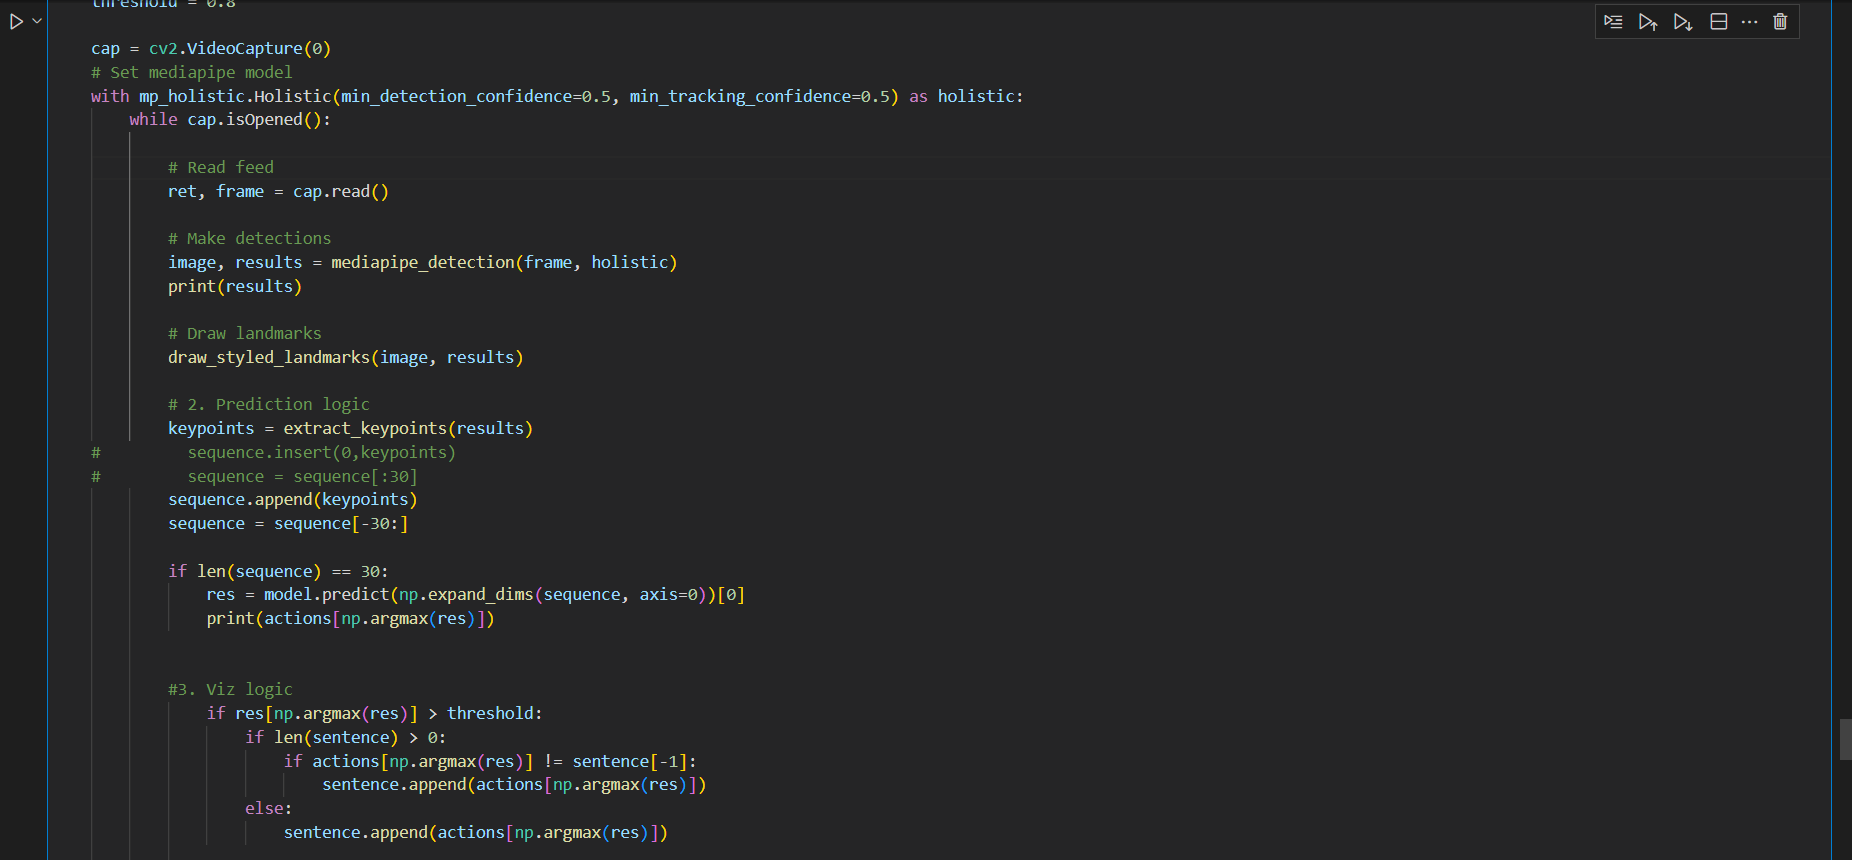 threshold = 0.8
cap = cv2.VideoCapture(0)
# Set mediapipe model
with mp_holistic.Holistic(min_detection_confidence=0.5, min_tracking_confidence=0.5) as holistic:
    while cap.isOpened():

        # Read feed
        ret, frame = cap.read()

        # Make detections
        image, results = mediapipe_detection(frame, holistic)
        print(results)

        # Draw landmarks
        draw_styled_landmarks(image, results)

        # 2. Prediction logic
        keypoints = extract_keypoints(results)
#         sequence.insert(0,keypoints)
#         sequence = sequence[:30]
        sequence.append(keypoints)
        sequence = sequence[-30:]

        if len(sequence) == 30:
            res = model.predict(np.expand_dims(sequence, axis=0))[0]
            print(actions[np.argmax(res)])


        #3. Viz logic
            if res[np.argmax(res)] > threshold:
                if len(sentence) > 0:
                    if actions[np.argmax(res)] != sentence[-1]:
                        sentence.append(actions[np.argmax(res)])
                else:
                    sentence.append(actions[np.argmax(res)])